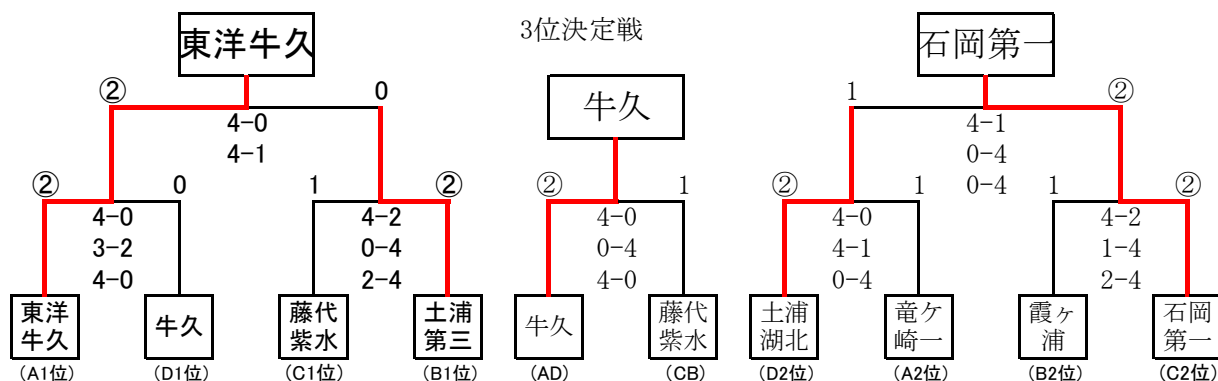 3位決定戦
東洋牛久
② 0
4-0
4-1
② 0
4-0
3-2
4-0
1 ②
4-2
0-4
2-4
東洋
牛久
牛久
藤代
紫水
土浦
第三
(A1位) (D1位) (C1位) (B1位)
牛久
② 1
4-0
0-4
4-0
牛久
藤代
紫水
(AD) (CB)
石岡第一
1 ②
4-1
0-4
0-4
② 1
4-0
4-1
0-4
1 ②
4-2
1-4
2-4
土浦
湖北
竜ケ
崎一
霞ヶ
浦
石岡
第一
(D2位) (A2位) (B2位) (C2位)